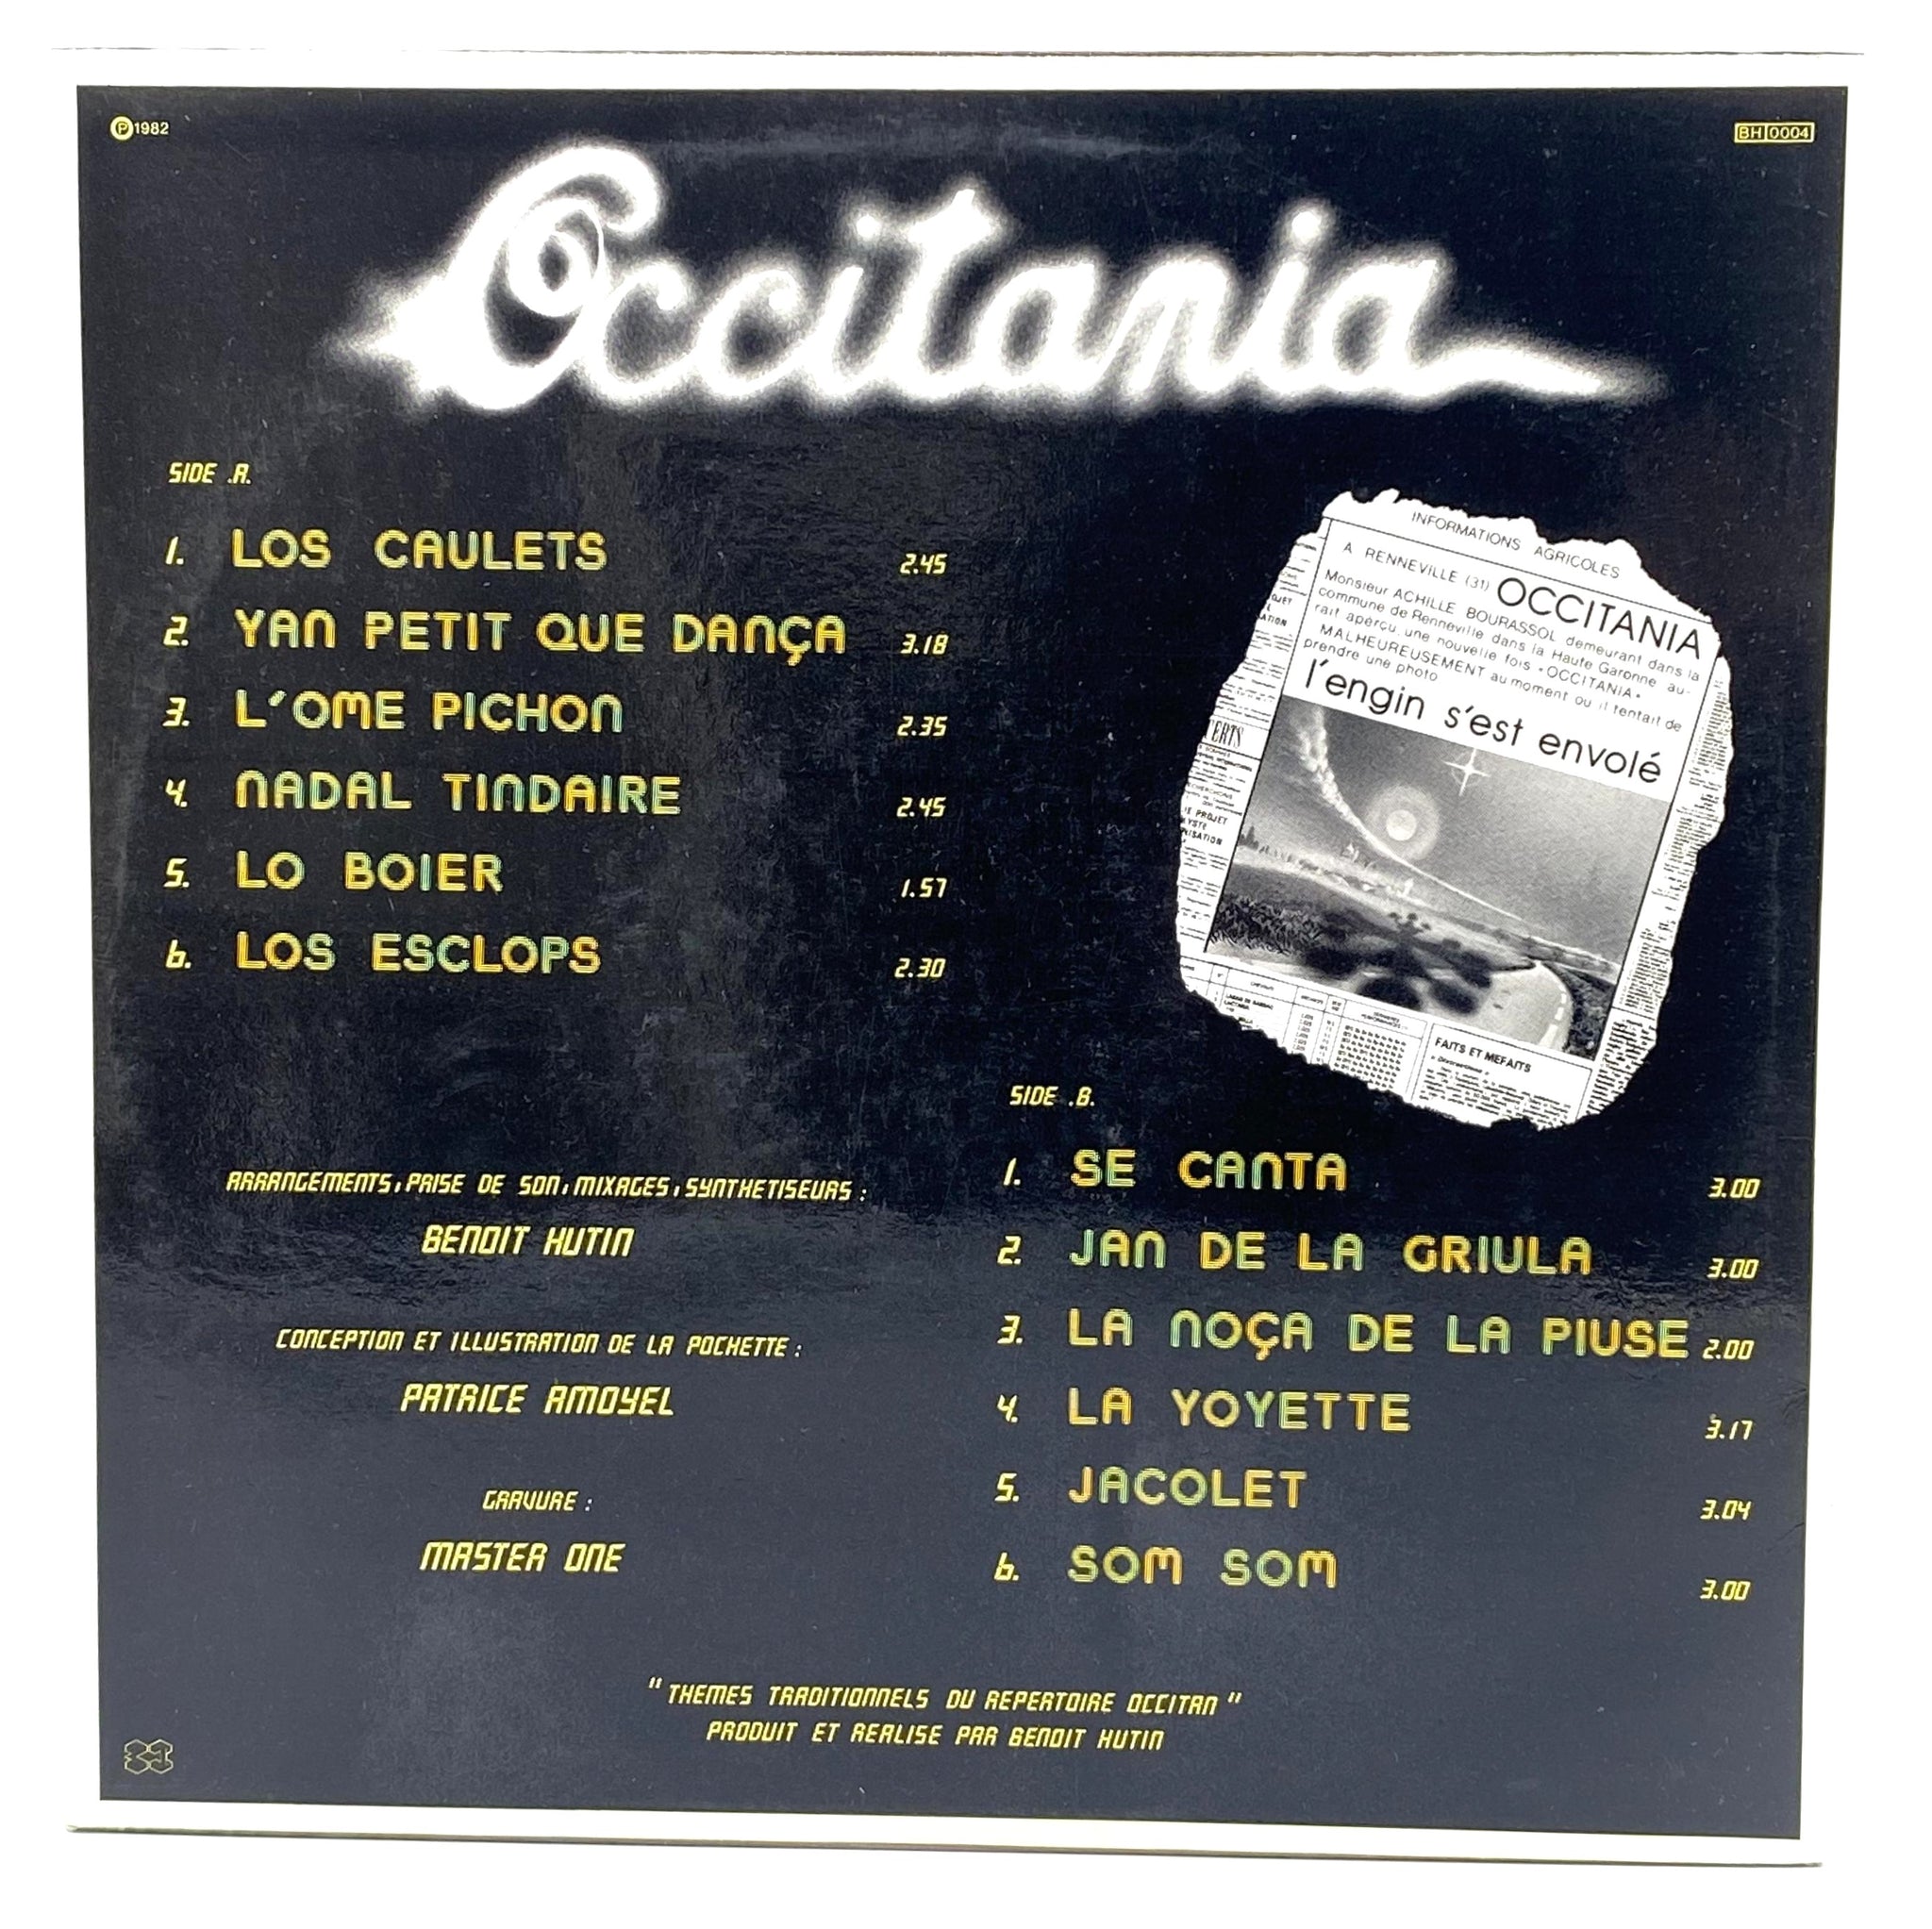 Ⓟ1982
BH 0004
Occitania
SIDE .A.
1. LOS CAULETS 2.45
2. YAN PETIT QUE DANÇA 3.18
3. L'OME PICHON 2.35
4. NADAL TINDAIRE 2.45
5. LO BOIER 1.57
6. LOS ESCLOPS 2.30
INFORMATIONS AGRICOLES
A RENNEVILLE (31) OCCITANIA
Monsieur ACHILLE BOURASSOL demeurant dans la
commune de Renneville dans la Haute Garonne au-
rait aperçu une nouvelle fois "OCCITANIA"
MALHEUREUSEMENT au moment ou il tentait de
prendre une photo
l'engin s'est envolé
ERTS
E PROJET
YSTE
FAITS ET MEFAITS
SIDE .B.
1. SE CANTA 3.00
2. JAN DE LA GRIULA 3.00
3. LA NOÇA DE LA PIUSE 2.00
4. LA YOYETTE 3.17
5. JACOLET 3.04
6. SOM SOM 3.00
ARRANGEMENTS, PRISE DE SON, MIXAGES, SYNTHETISEURS :
BENOIT HUTIN
CONCEPTION ET ILLUSTRATION DE LA POCHETTE :
PATRICE AMOYEL
GRAVURE :
MASTER ONE
" THEMES TRADITIONNELS DU REPERTOIRE OCCITAN "
PRODUIT ET REALISE PAR BENOIT HUTIN